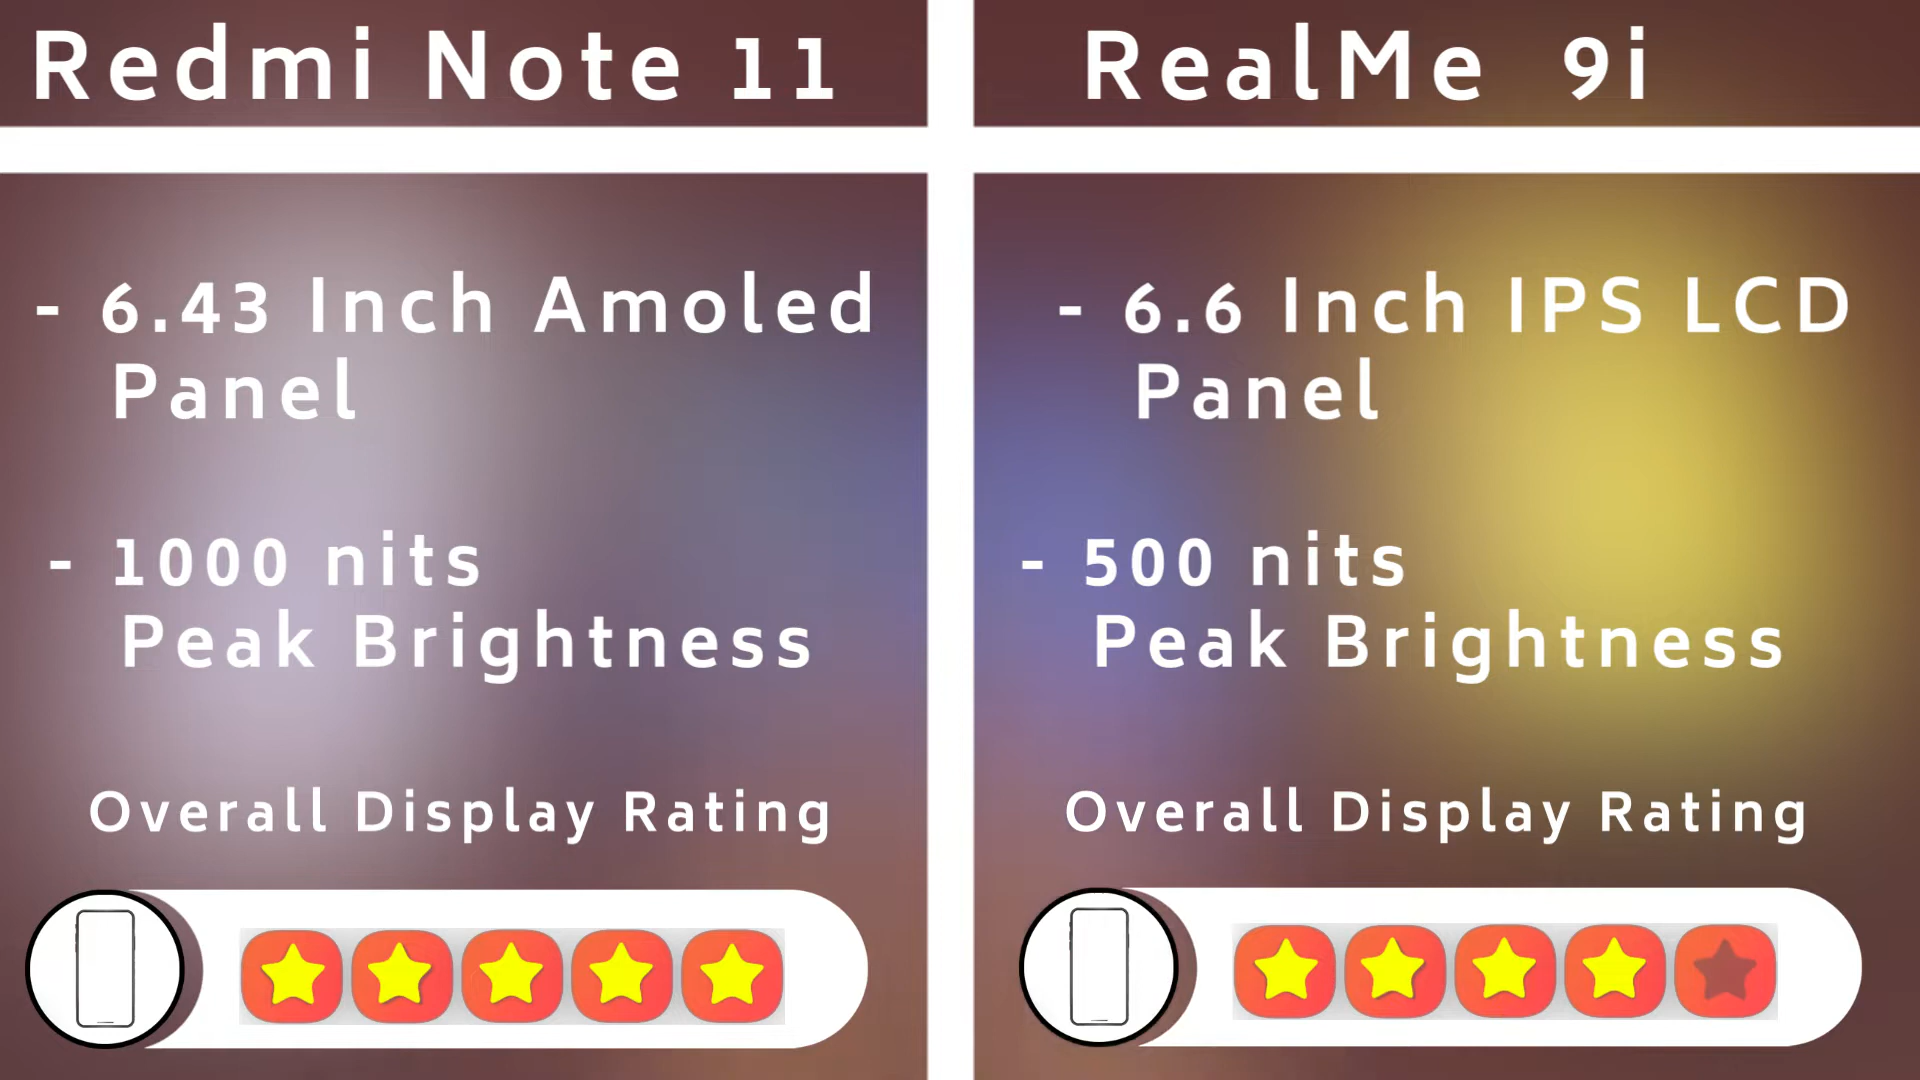 Redmi Note 11
- 6.43 Inch Amoled
Panel
- 1000 nits
Peak Brightness
Overall Display Rating
RealMe 9i
- 6.6 Inch IPS LCD
Panel
- 500 nits
Peak Brightness
Overall Display Rating